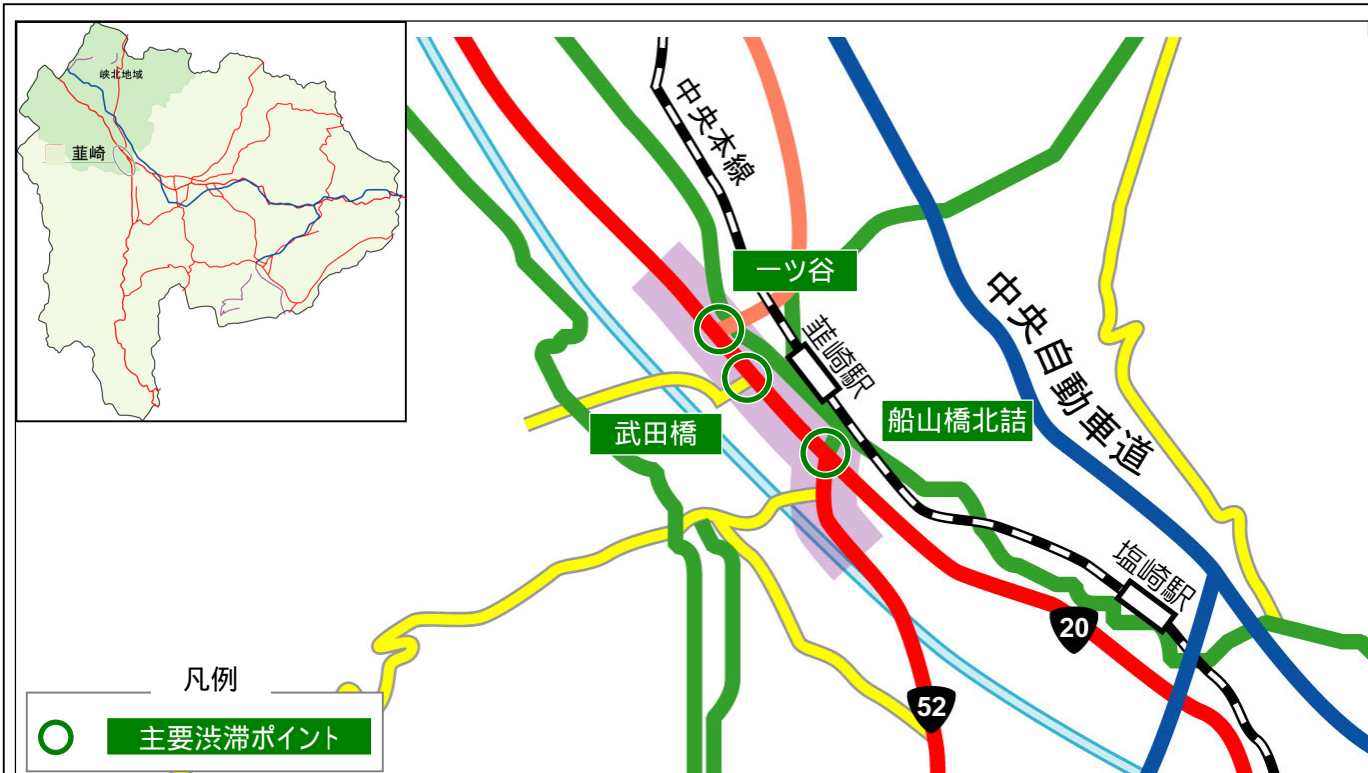 峡北地域
韮崎
中央本線
一ツ谷
韮崎駅
中央自動車道
武田橋
船山橋北詰
塩崎駅
20
52
凡例
主要渋滞ポイント